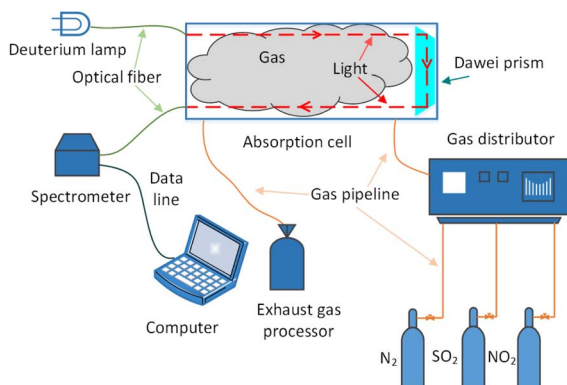 Deuterium lamp
Optical fiber
Gas
Light
Dawei prism
Absorption cell
Gas distributor
Spectrometer
Data
line
Gas pipeline
Computer
Exhaust gas
processor
N₂
SO₂
NO₂